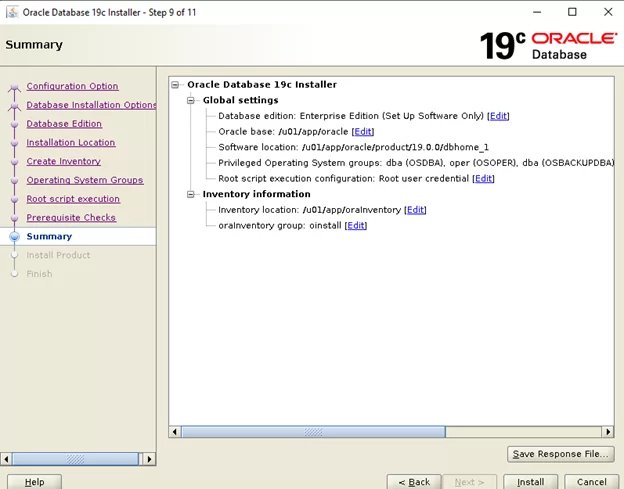 Oracle Database 19c Installer - Step 9 of 11
Summary
19c ORACLE
Database
Configuration Option
Database Installation Options
Database Edition
Installation Location
Create Inventory
Operating System Groups
Root script execution
Prerequisite Checks
Summary
Install Product
Finish
Oracle Database 19c Installer
Global settings
Database edition: Enterprise Edition (Set Up Software Only) [Edit]
Oracle base: /u01/app/oracle [Edit]
Software location: /u01/app/oracle/product/19.0.0/dbhome_1
Privileged Operating System groups: dba (OSDBA), oper (OSOPER), dba (OSBACKUPDBA)
Root script execution configuration: Root user credential [Edit]
Inventory information
Inventory location: /u01/app/oraInventory [Edit]
oraInventory group: oinstall [Edit]
Save Response File...
Help
< Back Next > Install Cancel